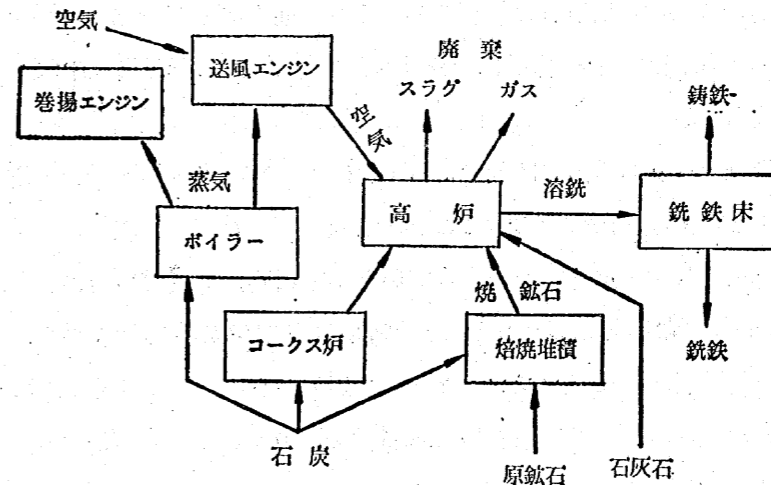 空気
送風エンジン
巻揚エンジン
廃棄
スラグ
ガス
空気
鋳鉄
蒸気
溶銑
高炉
銑鉄床
ボイラー
焼鉱石
コークス炉
焙焼堆積
銑鉄
石炭
原鉱石
石灰石